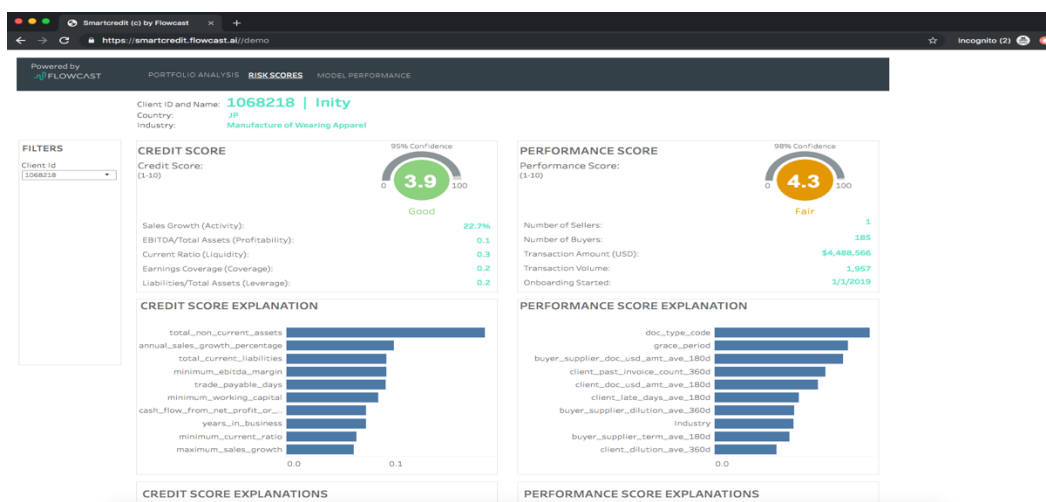 Smartcredit (c) by Flowcast × +
https://smartcredit.flowcast.ai//demo
Incognito (2)
Powered by
FLOWCAST
PORTFOLIO ANALYSIS RISK SCORES MODEL PERFORMANCE
Client ID and Name: 1068218 | Inity
Country: JP
Industry: Manufacture of Wearing Apparel
FILTERS
Client Id
1068218
CREDIT SCORE
Credit Score:
(1-10)
95% Confidence
3.9
0 100
Good
Sales Growth (Activity): 22.7%
EBITDA/Total Assets (Profitability): 0.1
Current Ratio (Liquidity): 0.3
Earnings Coverage (Coverage): 0.2
Liabilities/Total Assets (Leverage): 0.2
PERFORMANCE SCORE
Performance Score:
(1-10)
98% Confidence
4.3
0 100
Fair
Number of Sellers: 1
Number of Buyers: 185
Transaction Amount (USD): $4,488,566
Transaction Volume: 1,957
Onboarding Started: 1/1/2019
CREDIT SCORE EXPLANATION
total_non_current_assets
annual_sales_growth_percentage
total_current_liabilities
minimum_ebitda_margin
trade_payable_days
minimum_working_capital
cash_flow_from_net_profit_or_...
years_in_business
minimum_current_ratio
maximum_sales_growth
0.0 0.1
PERFORMANCE SCORE EXPLANATION
doc_type_code
grace_period
buyer_supplier_doc_usd_amt_ave_180d
client_past_invoice_count_360d
client_doc_usd_amt_ave_180d
client_late_days_ave_180d
buyer_supplier_dilution_ave_360d
Industry
buyer_supplier_term_ave_180d
client_dilution_ave_360d
0.0
CREDIT SCORE EXPLANATIONS
PERFORMANCE SCORE EXPLANATIONS